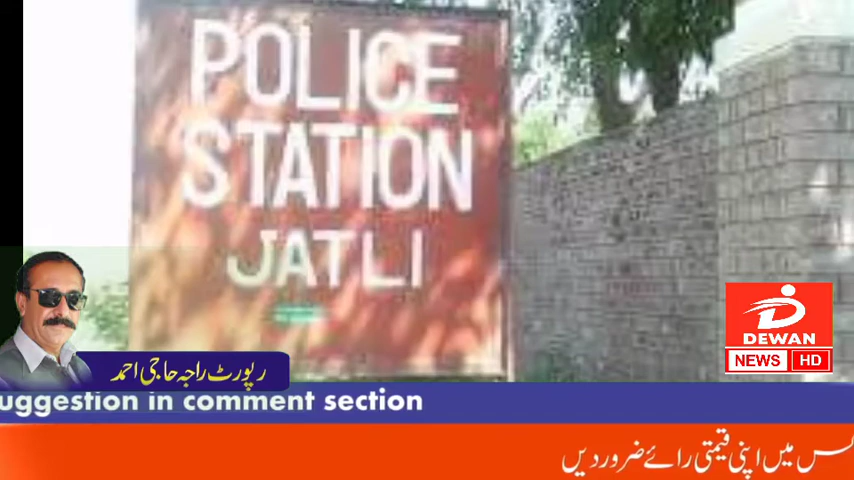 POLICE
STATION
JATLI
DEWAN
NEWS HD
رپورٹ راجہ حاجی احمد
uggestion in comment section
میں اپنی قیمتی رائے ضرور دیں